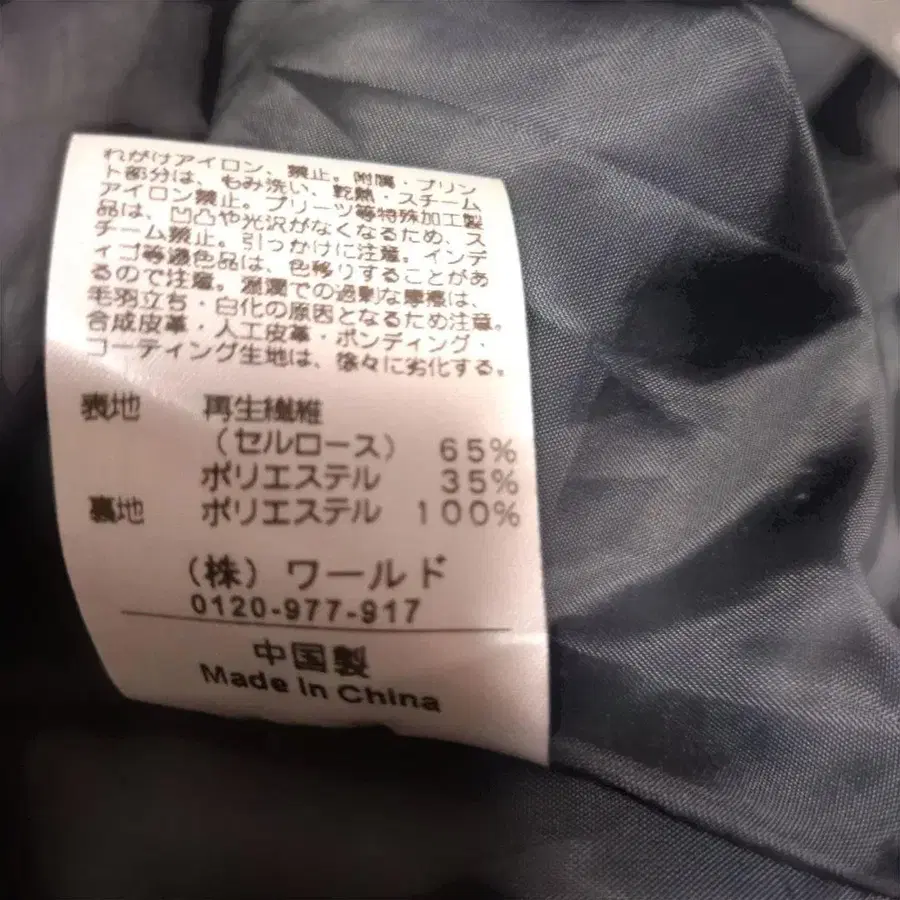 れがけアイロン、禁止。附属・プリン
ト部分は、もみ洗い、乾熱・スチーム
アイロン禁止。プリーツ等特殊加工製
品は、凹凸や光沢がなくなるため、ス
チーム禁止。引っかけに注意。インデ
ィゴ等濃色品は、色移りすることがあ
るので注意。湿潤での過剰な摩擦は、
毛羽立ち・白化の原因となるため注意。
合成皮革・人工皮革・ボンディング・
コーティング生地は、徐々に劣化する。
表地 再生繊維
（セルロース） 65%
ポリエステル 35%
裏地 ポリエステル 100%
（株）ワールド
0120-977-917
中国製
Made in China